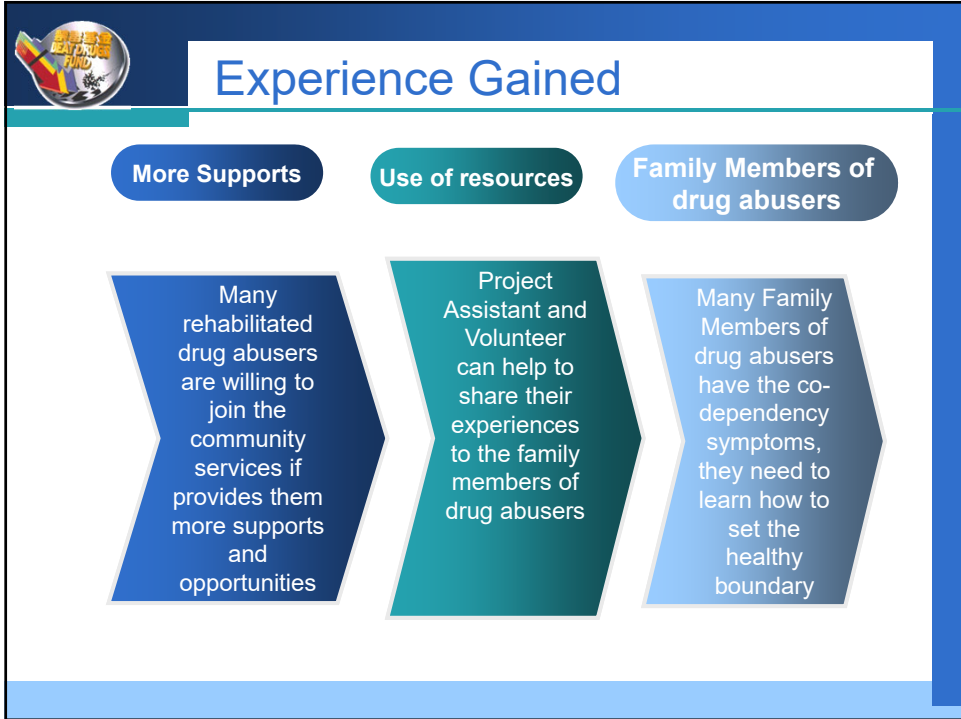 BEAT DRUGS
FUND
Experience Gained
More Supports
Use of resources
Family Members of
drug abusers
Many
rehabilitated
drug abusers
are willing to
join the
community
services if
provides them
more supports
and
opportunities
Project
Assistant and
Volunteer
can help to
share their
experiences
to the family
members of
drug abusers
Many Family
Members of
drug abusers
have the co-
dependency
symptoms,
they need to
learn how to
set the
healthy
boundary